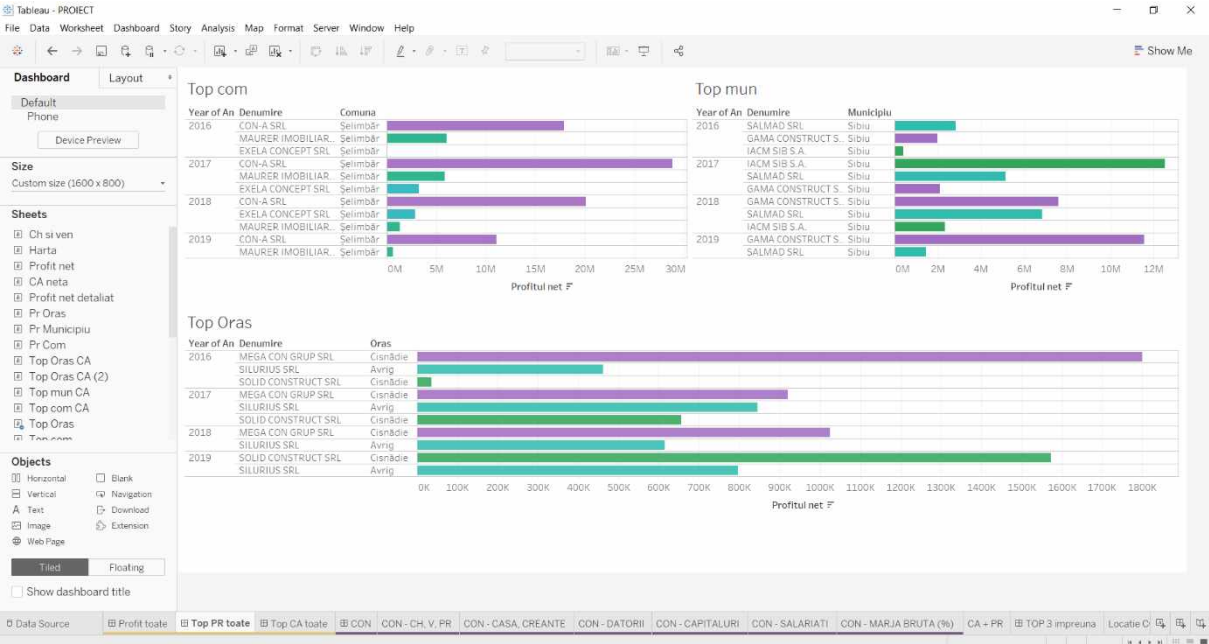 Tableau - PROIECT
File Data Worksheet Dashboard Story Analysis Map Format Server Window Help
Show Me
Dashboard Layout
Default
Phone
Device Preview
Size
Custom size (1600 x 800)
Sheets
Ch si ven
Harta
Profit net
CA neta
Profit net detaliat
Pr Oras
Pr Municipiu
Pr Com
Top Oras CA
Top Oras CA (2)
Top mun CA
Top com CA
Top Oras
Top com
Objects
Horizontal Blank
Vertical Navigation
A Text Download
Image Extension
Web Page
Tiled Floating
Show dashboard title
Top com
Year of An Denumire Comuna
2016 CON-A SRL Șelimbăr
MAURER IMOBILIAR.. Șelimbăr
EXELA CONCEPT SRL Șelimbăr
2017 CON-A SRL Șelimbăr
MAURER IMOBILIAR.. Șelimbăr
EXELA CONCEPT SRL Șelimbăr
2018 CON-A SRL Șelimbăr
EXELA CONCEPT SRL Șelimbăr
MAURER IMOBILIAR.. Șelimbăr
2019 CON-A SRL Șelimbăr
MAURER IMOBILIAR.. Șelimbăr
0M 5M 10M 15M 20M 25M 30M
Profitul net
Top mun
Year of An Denumire Municipiu
2016 SALMAD SRL Sibiu
GAMA CONSTRUCT S.. Sibiu
IACM SIB S.A. Sibiu
2017 IACM SIB S.A. Sibiu
SALMAD SRL Sibiu
GAMA CONSTRUCT S.. Sibiu
2018 GAMA CONSTRUCT S.. Sibiu
SALMAD SRL Sibiu
IACM SIB S.A. Sibiu
2019 GAMA CONSTRUCT S.. Sibiu
SALMAD SRL Sibiu
0M 2M 4M 6M 8M 10M 12M
Profitul net
Top Oras
Year of An Denumire Oras
2016 MEGA CON GRUP SRL Cisnădie
SILURIUS SRL Avrig
SOLID CONSTRUCT SRL Cisnădie
2017 MEGA CON GRUP SRL Cisnădie
SILURIUS SRL Avrig
SOLID CONSTRUCT SRL Cisnădie
2018 MEGA CON GRUP SRL Cisnădie
SILURIUS SRL Avrig
2019 SOLID CONSTRUCT SRL Cisnădie
SILURIUS SRL Avrig
0K 100K 200K 300K 400K 500K 600K 700K 800K 900K 1000K 1100K 1200K 1300K 1400K 1500K 1600K 1700K 1800K
Profitul net
Data Source Profit toate Top PR toate Top CA toate CON CON - CH, V, PR CON - CASA, CREANTE CON - DATORII CON - CAPITALURI CON - SALARIATI CON - MARJA BRUTA (%) CA + PR TOP 3 impreuna Locatie C